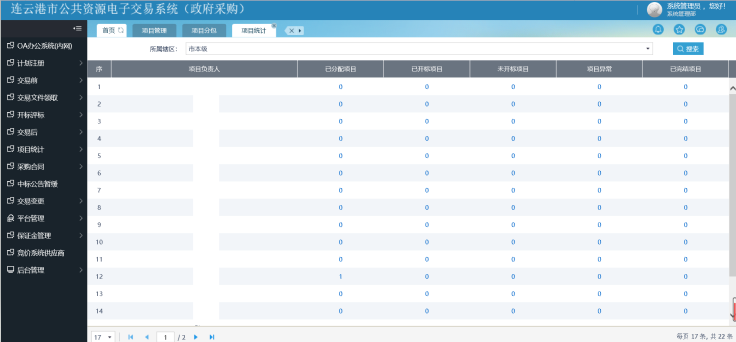 连云港市公共资源电子交易系统（政府采购）
系统管理员，您好!
系统管理部
OA办公系统(内网)
计划注册
交易前
交易文件领取
开标评标
交易后
项目统计
采购合同
中标公告管理
交易变更
平台管理
保证金管理
竞价系统供应商
后台管理
首页 项目管理 项目分包 项目统计
所属辖区： 市本级 搜索
序 项目负责人 已分配项目 已开标项目 未开标项目 项目异常 已完结项目
1 0 0 0 0 0
2 0 0 0 0 0
3 0 0 0 0 0
4 0 0 0 0 0
5 0 0 0 0 0
6 0 0 0 0 0
7 0 0 0 0 0
8 0 0 0 0 0
9 0 0 0 0 0
10 0 0 0 0 0
11 0 0 0 0 0
12 1 0 0 0 0
13 0 0 0 0 0
14 0 0 0 0 0
17 1 / 2 每页 17 条, 共 22 条